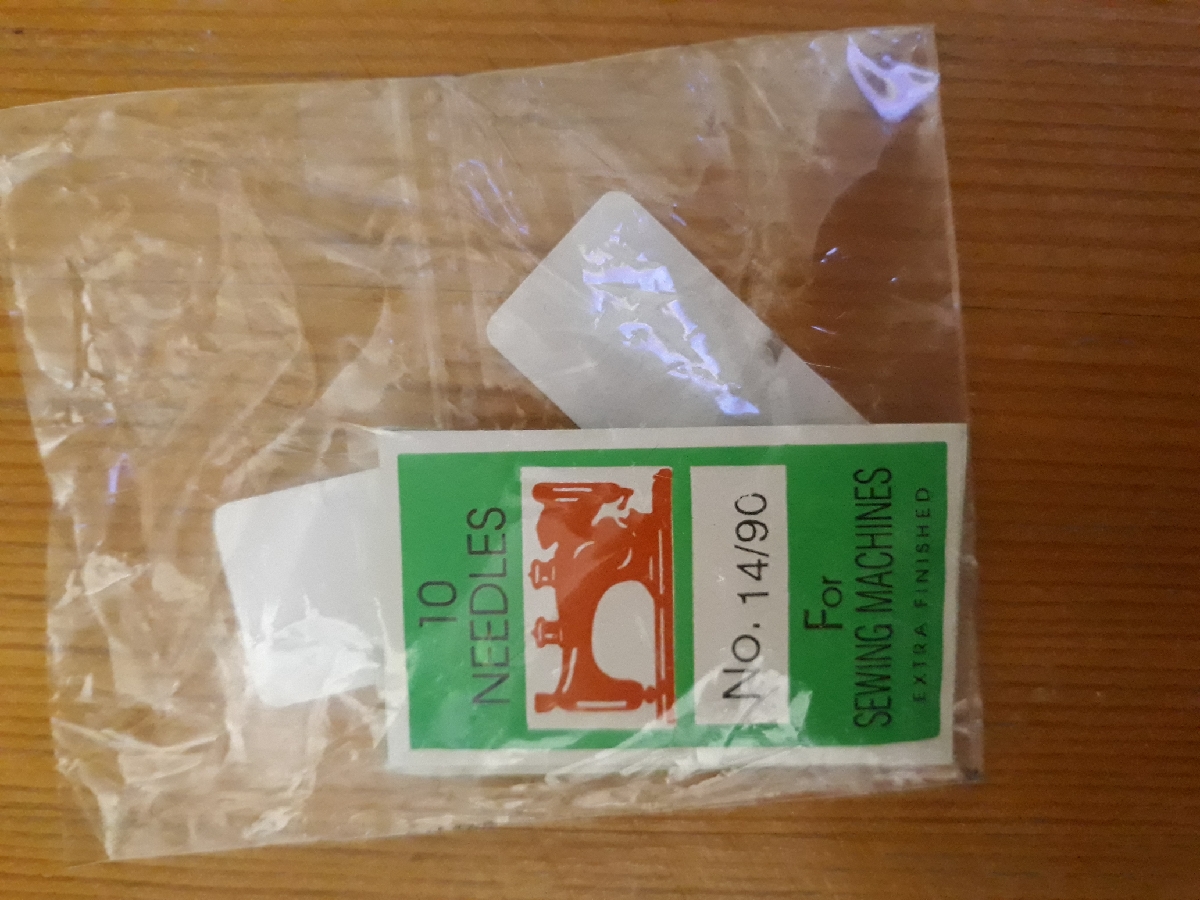 10
NEEDLES
No. 14/90
For
SEWING MACHINES
EXTRA FINISHED